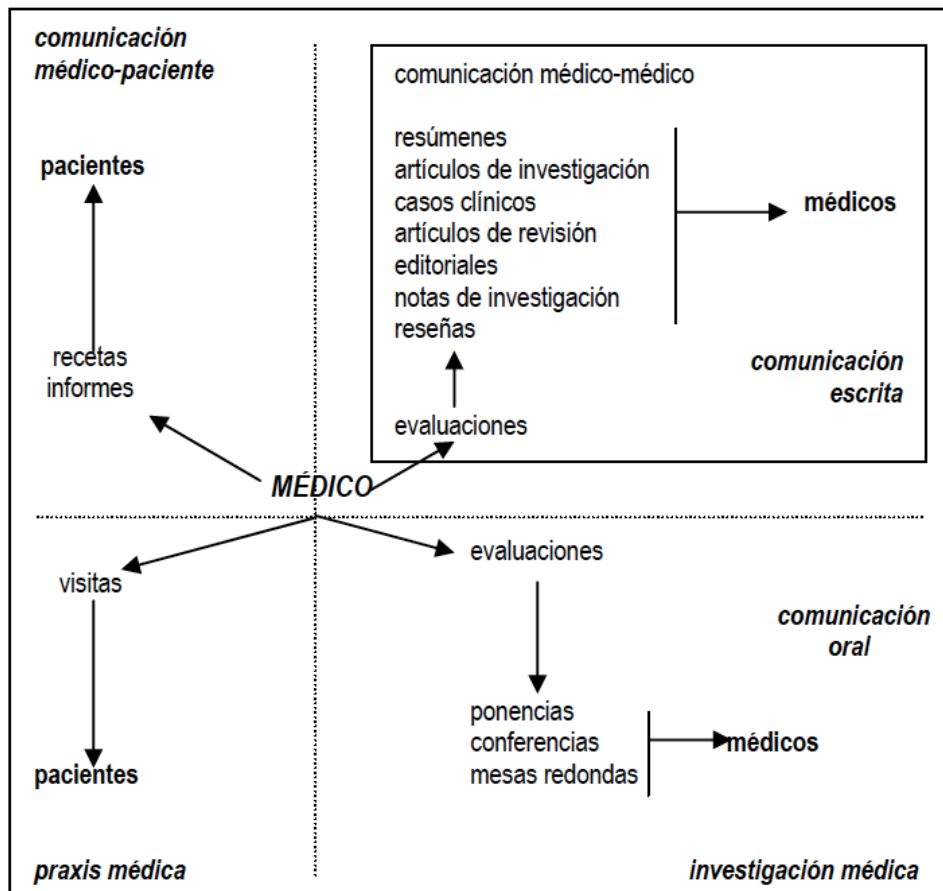 comunicación
médico-paciente
pacientes
recetas
informes
comunicación médico-médico
resúmenes
artículos de investigación
casos clínicos
artículos de revisión
editoriales
notas de investigación
reseñas
médicos
comunicación
escrita
evaluaciones
MÉDICO
visitas
pacientes
evaluaciones
comunicación
oral
ponencias
conferencias
mesas redondas
médicos
praxis médica
investigación médica